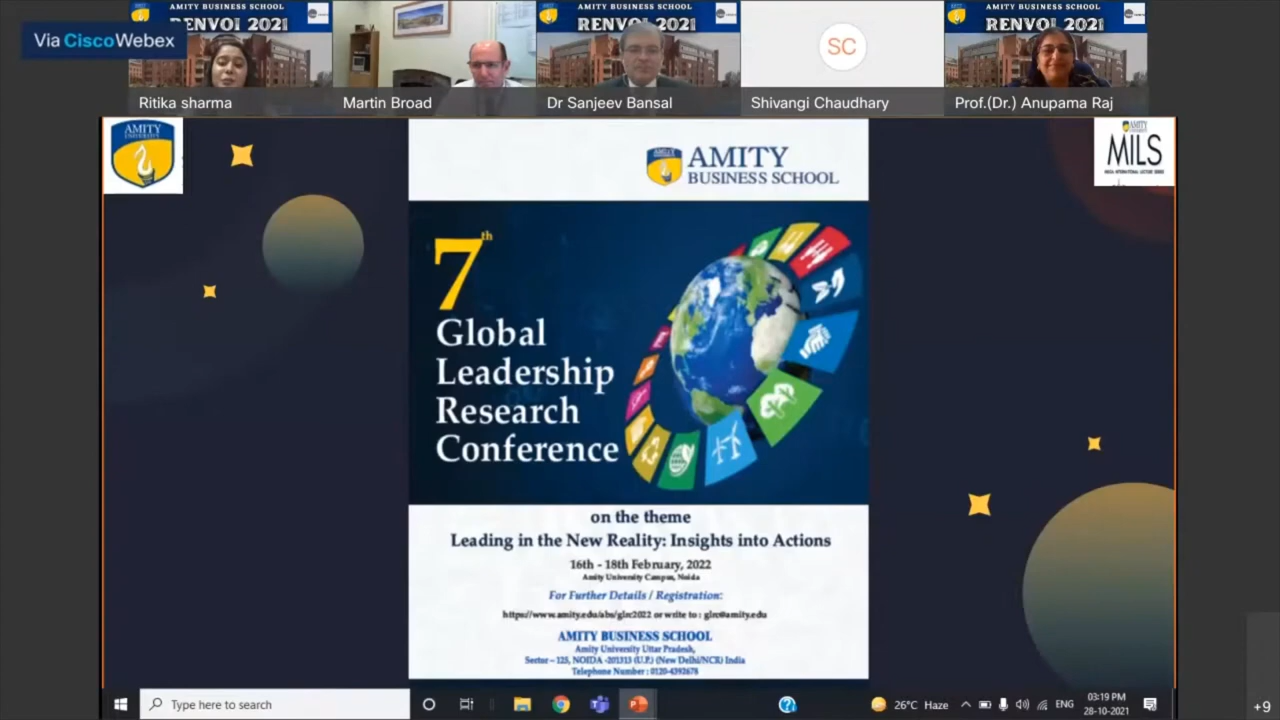 AMITY BUSINESS SCHOOL
RENVOI 2021
AMITY BUSINESS SCHOOL
RENVOI 2021
AMITY BUSINESS SCHOOL
RENVOI 2021
Via CiscoWebex
SC
Ritika sharma
Martin Broad
Dr Sanjeev Bansal
Shivangi Chaudhary
Prof.(Dr.) Anupama Raj
AMITY
UNIVERSITY
AMITY
BUSINESS SCHOOL
MILS
7th
Global
Leadership
Research
Conference
on the theme
Leading in the New Reality: Insights into Actions
16th - 18th February, 2022
Amity University Campus, Noida
For Further Details / Registration:
https://www.amity.edu/abs/glrc2022 or write to : glrc@amity.edu
AMITY BUSINESS SCHOOL
Amity University Uttar Pradesh,
Sector – 125, NOIDA -201313 (U.P.) (New Delhi/NCR) India
Telephone Number : 0120-4392678
Type here to search
26°C Haze
ENG
03:19 PM
28-10-2021
+9